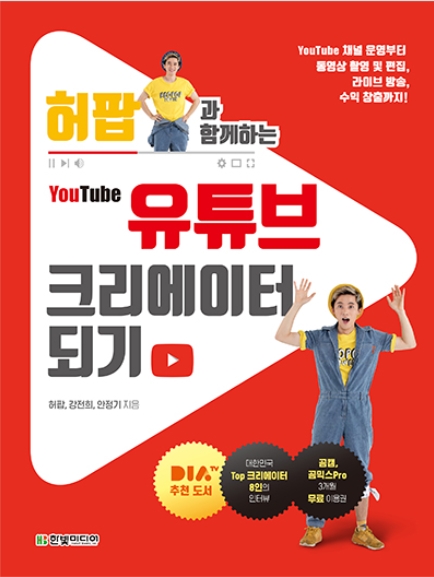 YouTube 채널 운영부터
동영상 촬영 및 편집,
라이브 방송,
수익 창출까지!
허팝과
함께하는
YouTube 유튜브
크리에이터
되기
허팝, 강전희, 안정기 지음
DIA TV
추천 도서
대한민국
Top 크리에이터
8인의
인터뷰
곰캠,
곰믹스Pro
3개월
무료 이용권
HB 한빛미디어